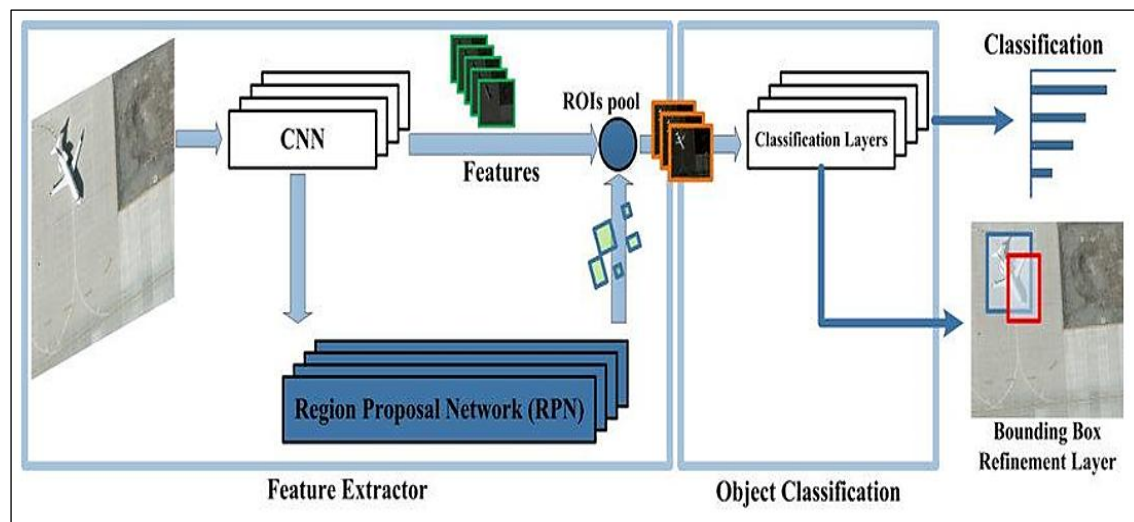 Classification
ROIs pool
CNN
Classification Layers
Features
Region Proposal Network (RPN)
Bounding Box
Refinement Layer
Feature Extractor
Object Classification